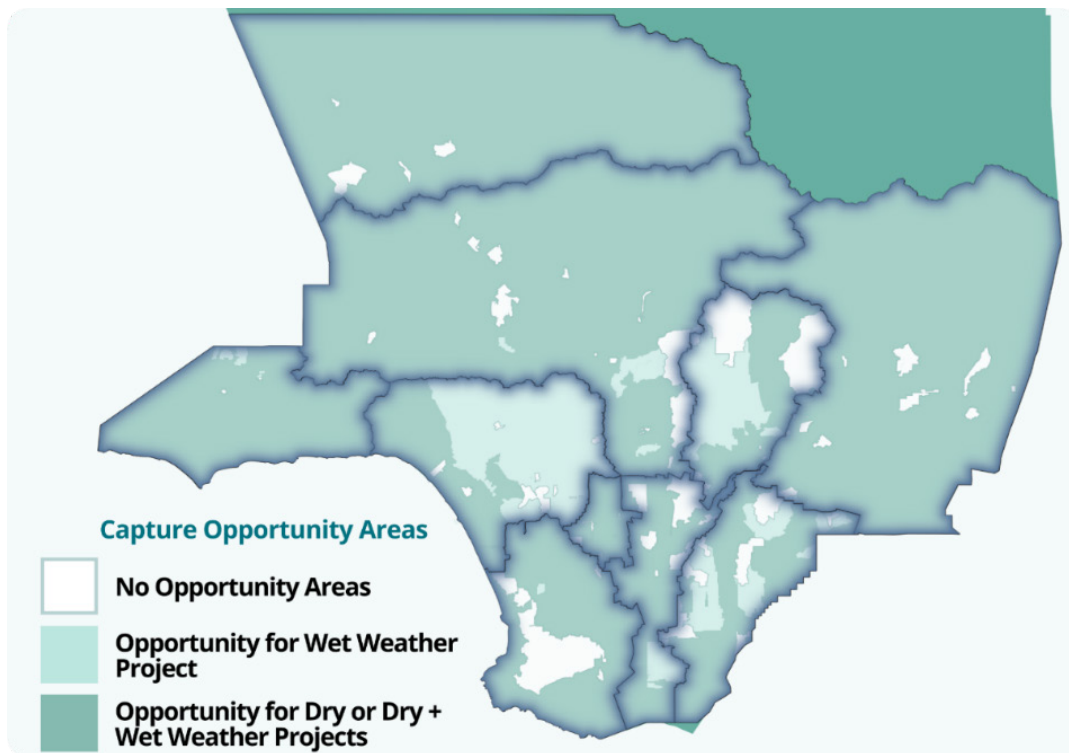 Capture Opportunity Areas
No Opportunity Areas
Opportunity for Wet Weather
Project
Opportunity for Dry or Dry +
Wet Weather Projects